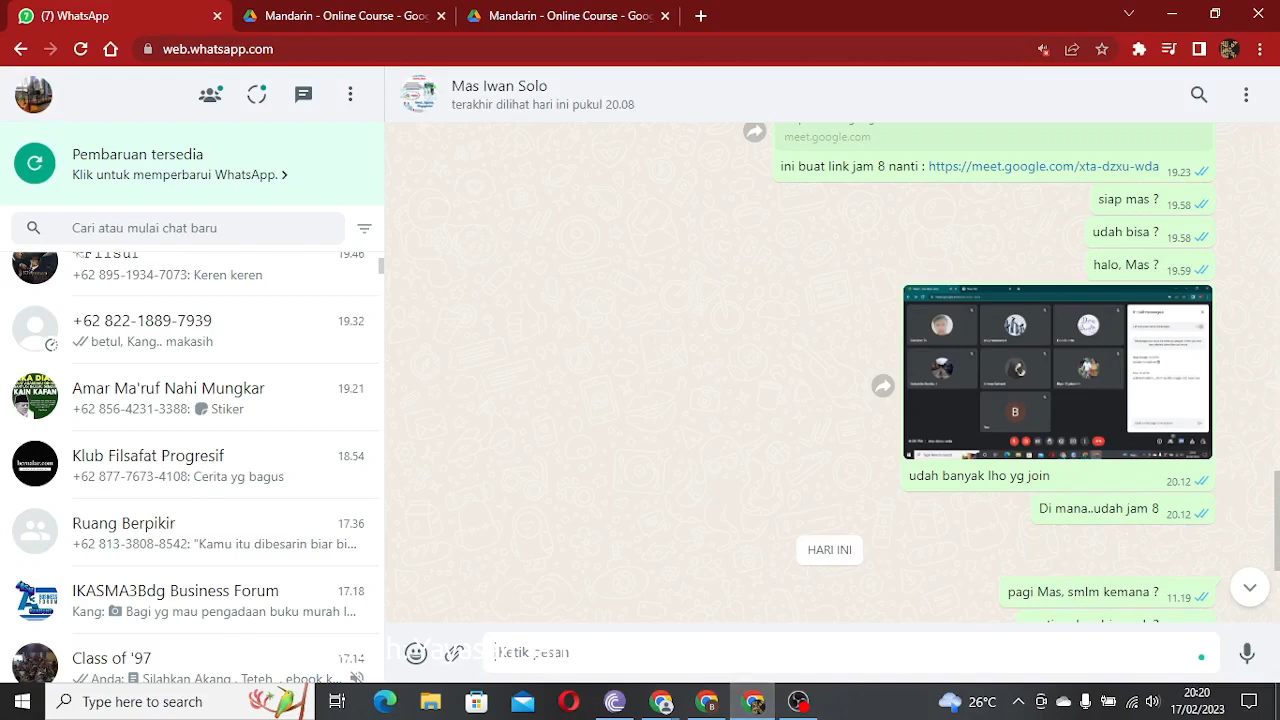 (7) WhatsApp
Mandarin - Online Course - Goo
Mandarin - Online Course - Goo
web.whatsapp.com
Mas Iwan Solo
terakhir dilihat hari ini pukul 20.08
Pembaruan tersedia
Klik untuk memperbarui WhatsApp.
Cari atau mulai chat baru
19.46
+62 895-1934-7073: Keren keren
+62 822-1889-7939
19.32
betul, Kang.. makasih
Amar Ma'ruf Nahi Mungkar
19.21
+62 856-4231-3388: Stiker
Klub Filsafat Progresif
18.54
+62 877-7673-4108: Cerita yg bagus
Ruang Berpikir
17.36
+62 813-3808-8542: "Kamu itu dibesarin biar bi...
IKASMA3Bdg Business Forum
17.18
Kang: Bagi yg mau pengadaan buku murah l...
Class of '97
17.14
Anda: Silahkan Akang , Teteh , ebook k...
meet.google.com
ini buat link jam 8 nanti : https://meet.google.com/xta-dzxu-wda 19.23
siap mas ? 19.58
udah bisa ? 19.58
halo, Mas ? 19.59
B
udah banyak lho yg join 20.12
Di mana..udah jam 8 20.12
HARI INI
pagi Mas, smlm kemana ? 11.19
Ketik pesan
Type here to search
26°C
20:20
17/02/2023